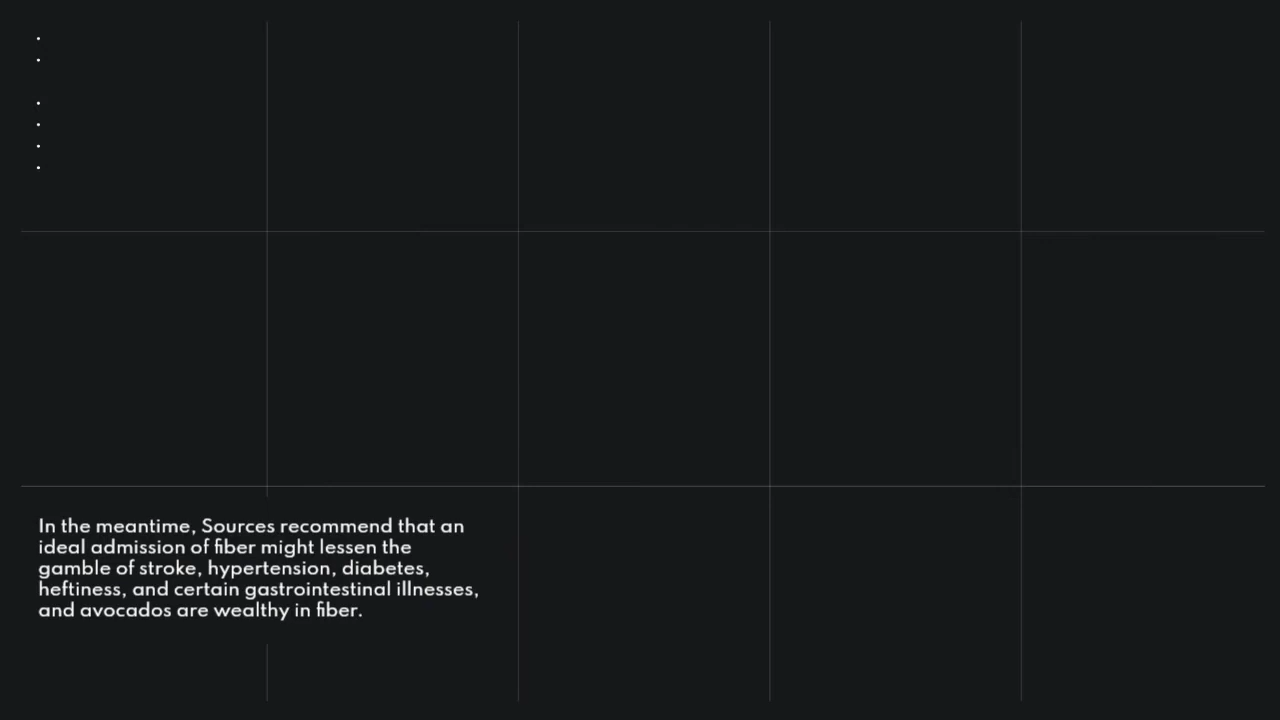 In the meantime, Sources recommend that an
ideal admission of fiber might lessen the
gamble of stroke, hypertension, diabetes,
heftiness, and certain gastrointestinal illnesses,
and avocados are wealthy in fiber.